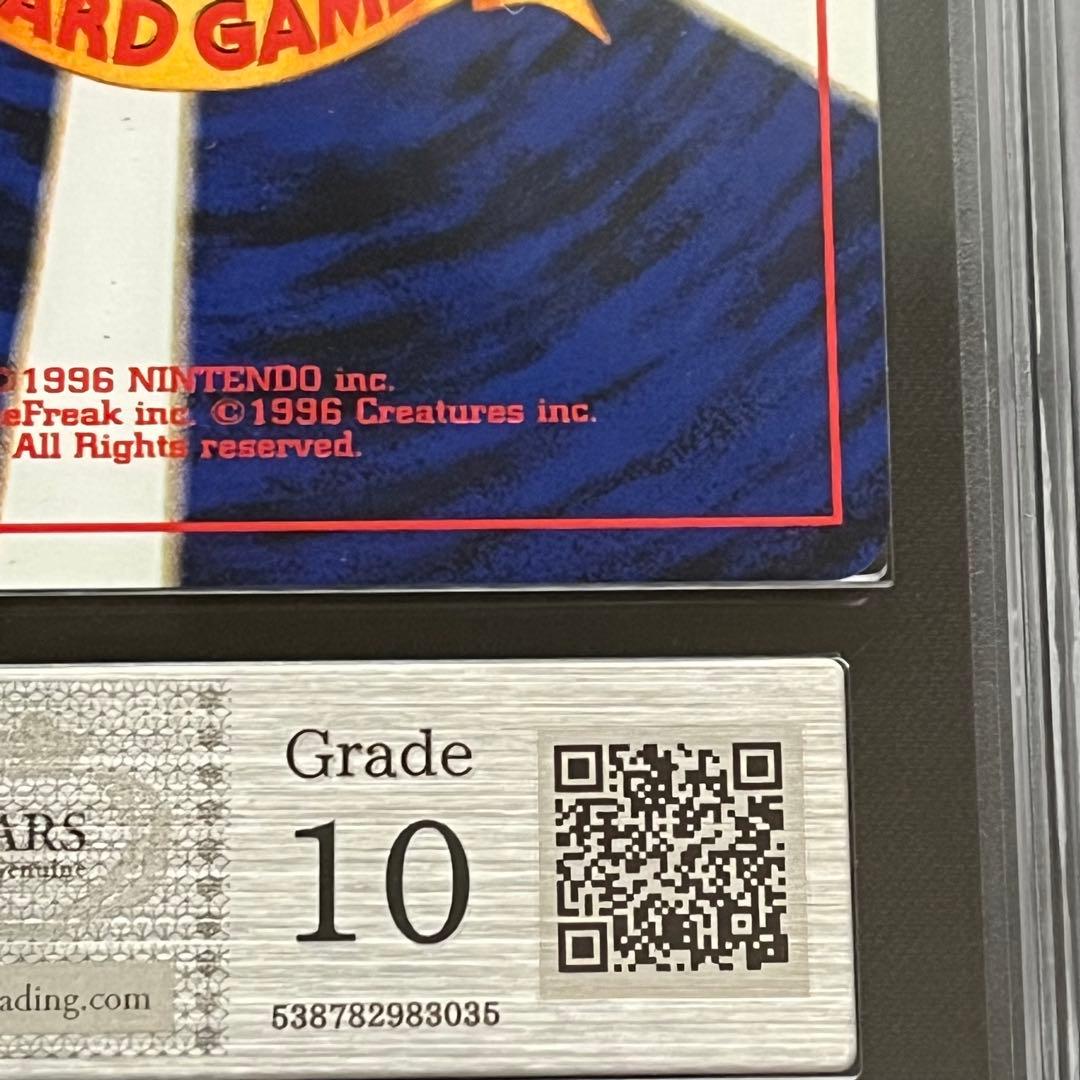 ARD GAM
©1996 NINTENDO inc.
eFreak inc. ©1996 Creatures inc.
All Rights reserved.
Grade
10
ARS
enuine
ading.com
538782983035